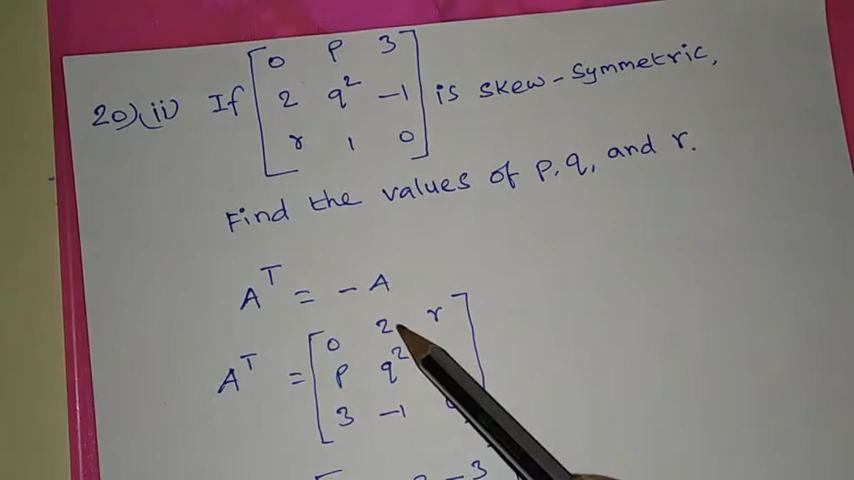 20)(ii) If [ 0 p 3
2 q² -1
r 1 0 ] is skew-symmetric,
Find the values of p, q, and r.
Aᵀ = -A
Aᵀ = [ 0 2 r
p q²
3 -1 ]
-3